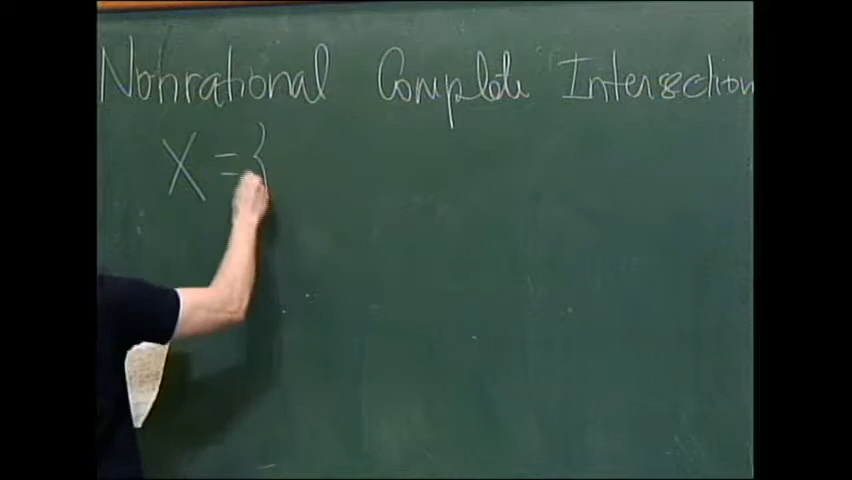 Nonrational Complete Intersection
X = {